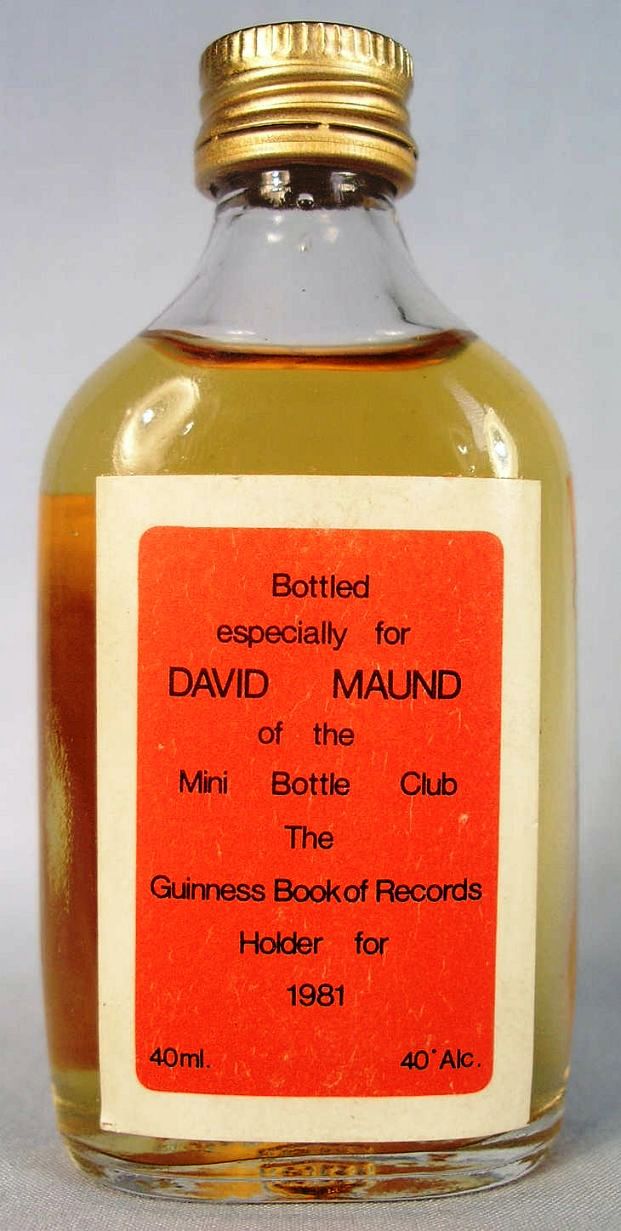 Bottled
especially for
DAVID MAUND
of the
Mini Bottle Club
The
Guinness Book of Records
Holder for
1981
40ml. 40°Alc.